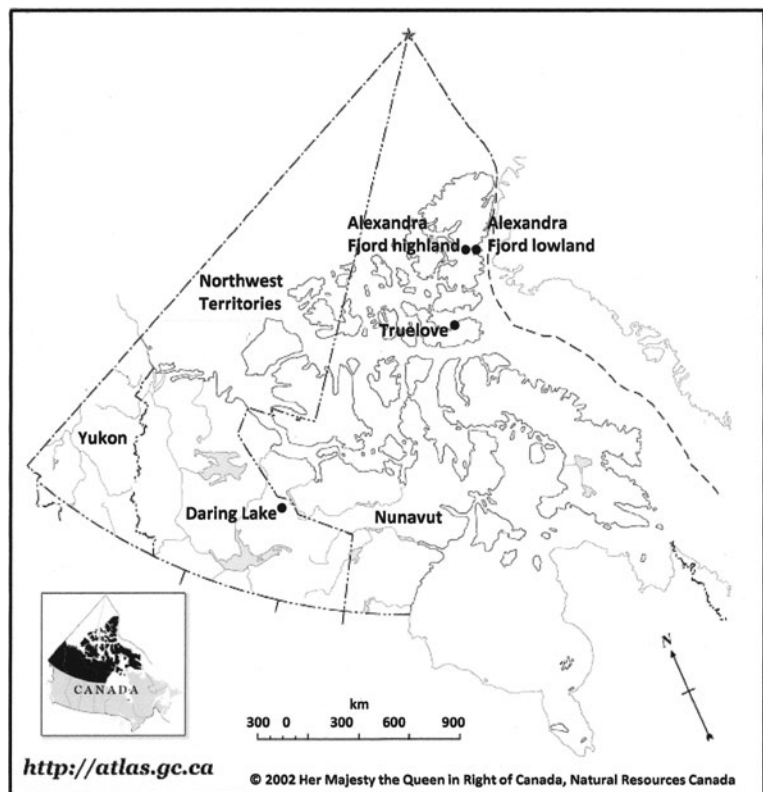 Alexandra
Fjord highland
Alexandra
Fjord lowland
Northwest
Territories
Truelove
Yukon
Daring Lake
Nunavut
N
CANADA
km
300 0 300 600 900
http://atlas.gc.ca
© 2002 Her Majesty the Queen in Right of Canada, Natural Resources Canada